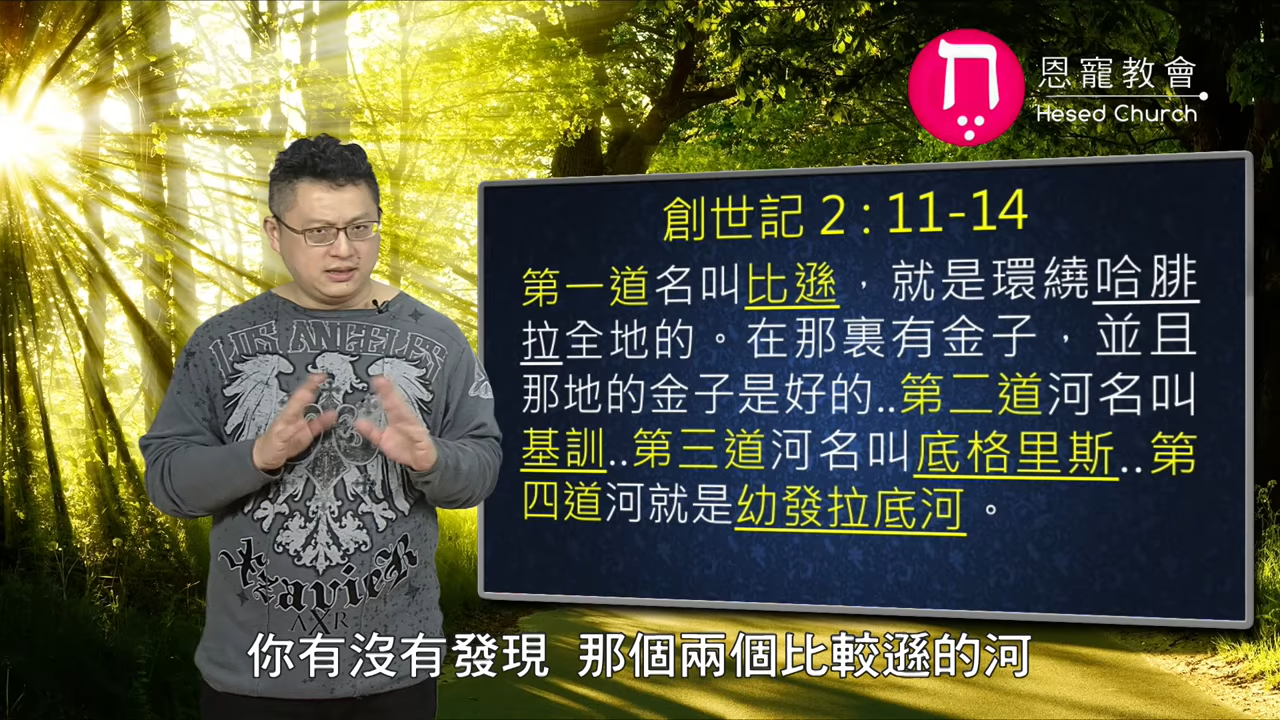 恩寵教會
Hesed Church
創世記 2 : 11-14
第一道名叫比遜，就是環繞哈腓
拉全地的。在那裏有金子，並且
那地的金子是好的..第二道河名叫
基訓..第三道河名叫底格里斯..第
四道河就是幼發拉底河。
LOS ANGELES
XavieR
AXR
你有沒有發現 那個兩個比較遜的河